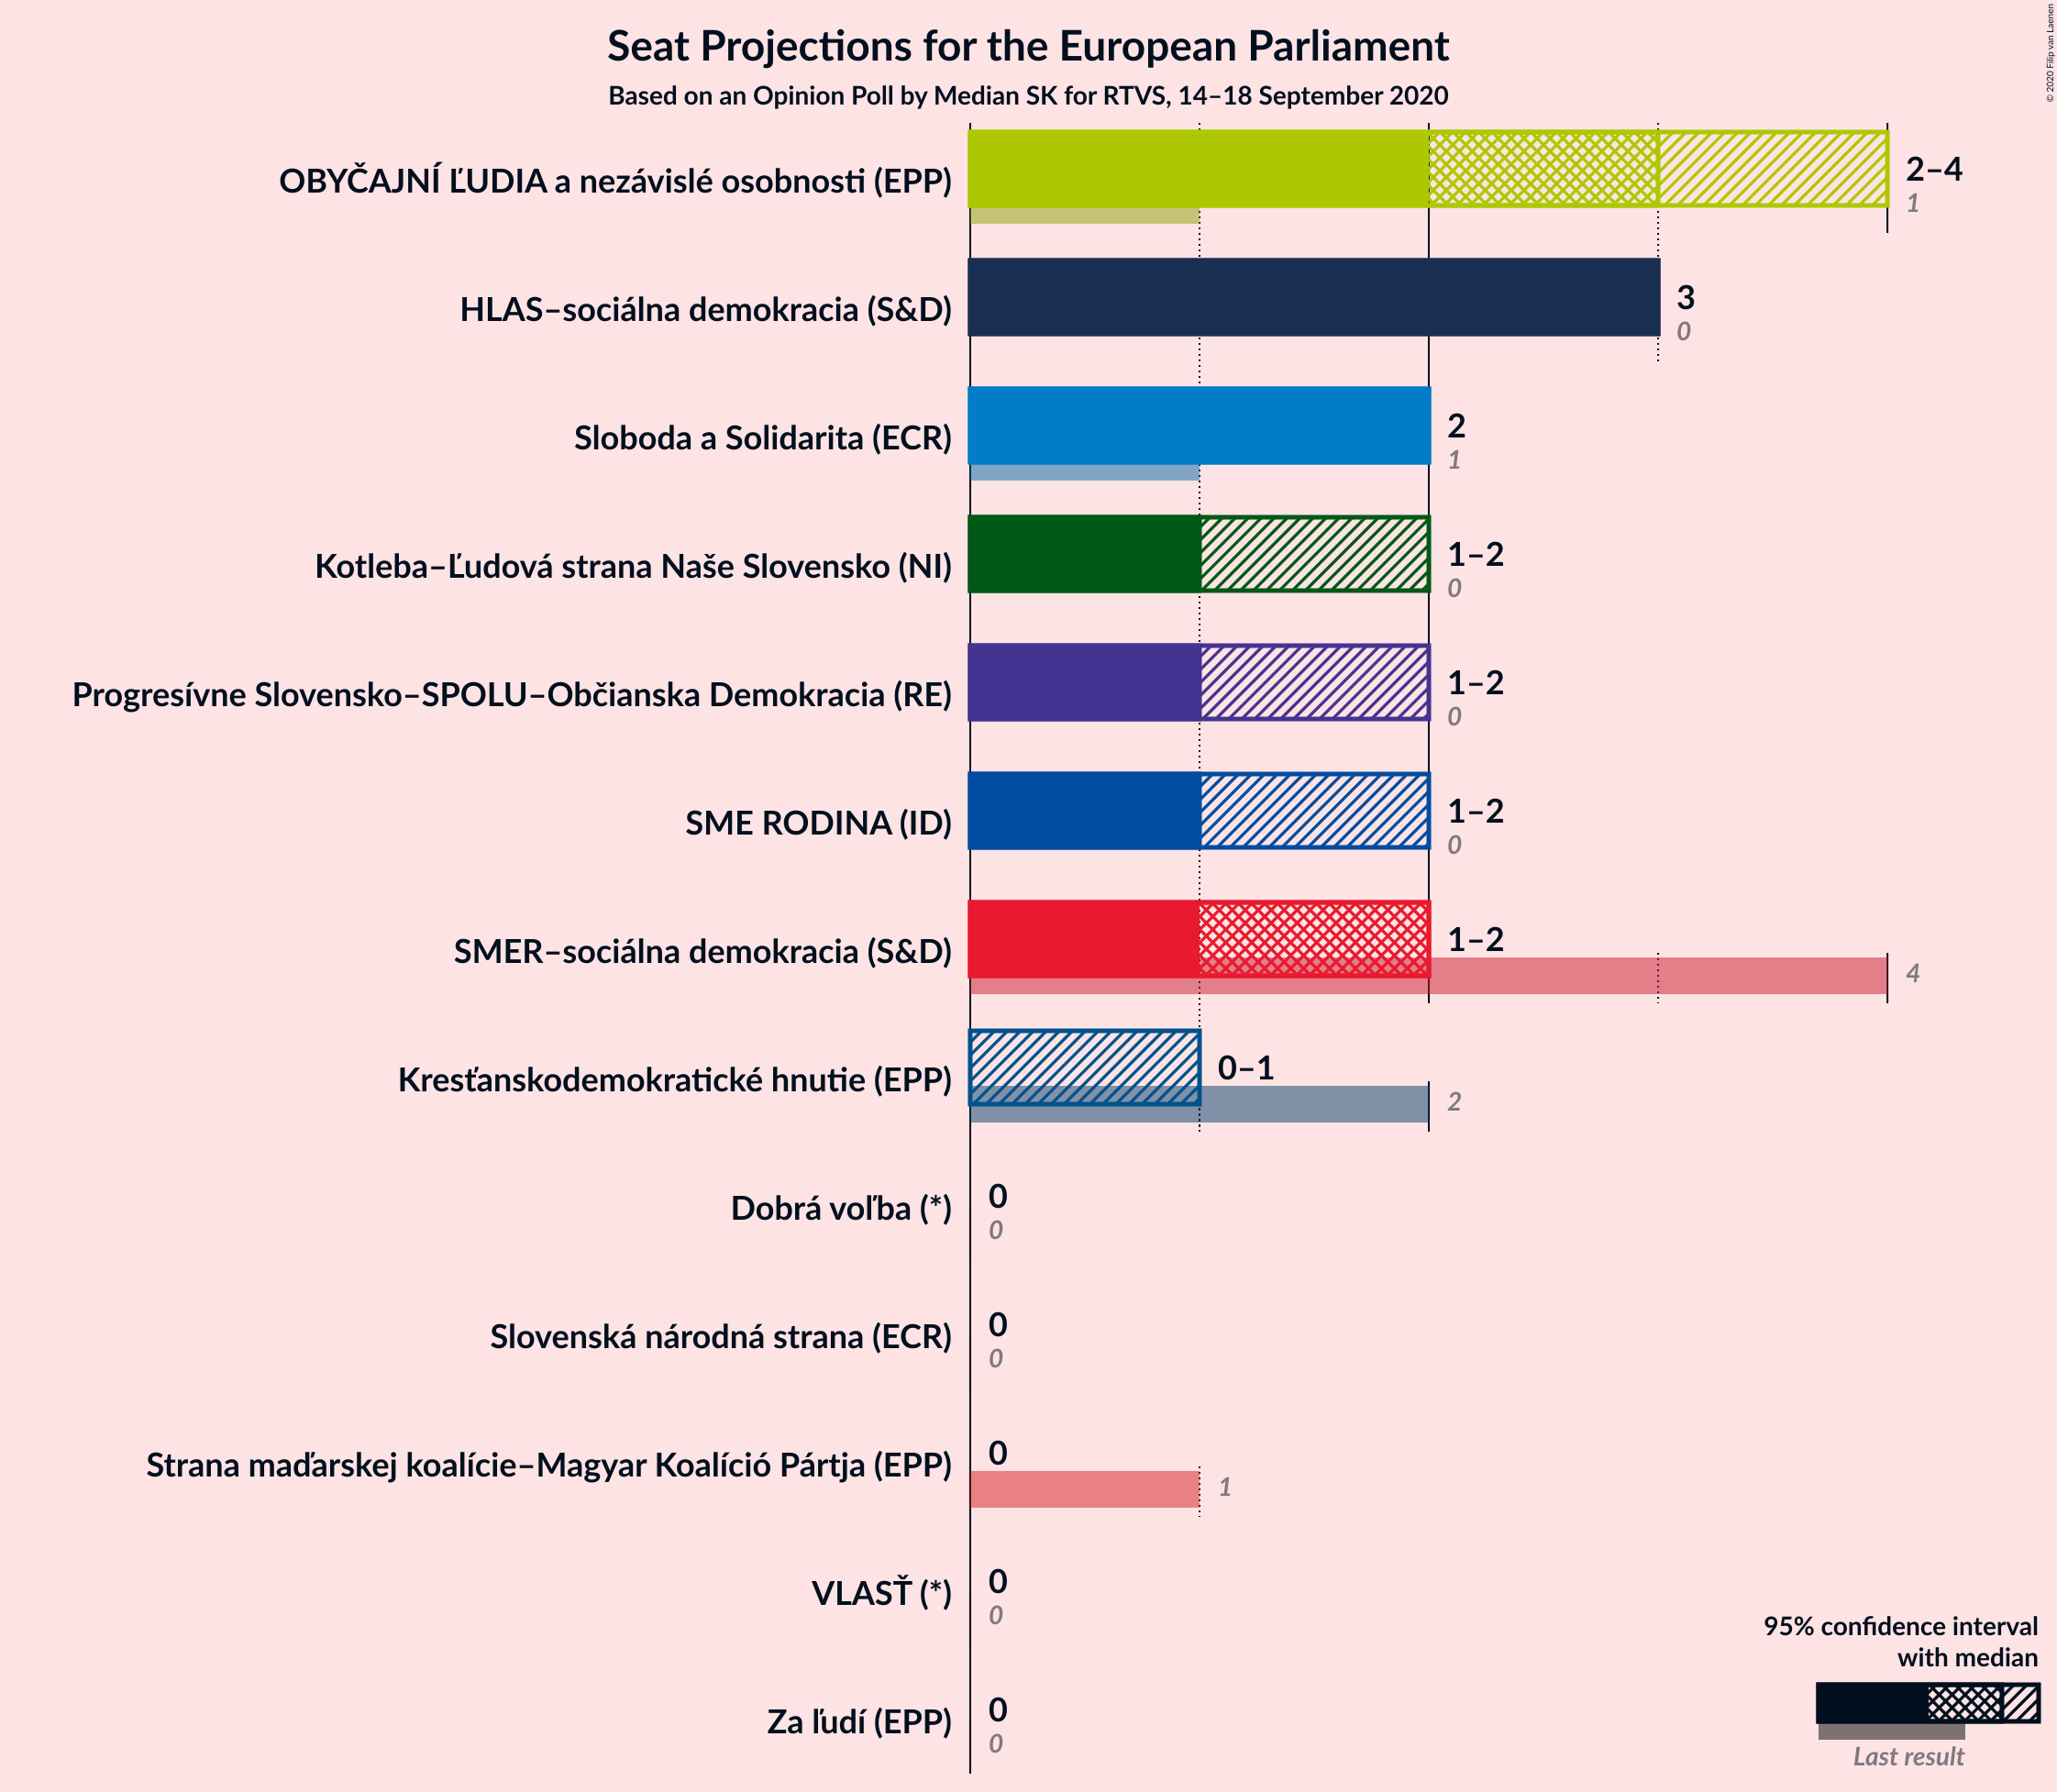 Seat Projections for the European Parliament
Based on an Opinion Poll by Median SK for RTVS, 14–18 September 2020
© 2020 Filip van Laenen
OBYČAJNÍ ĽUDIA a nezávislé osobnosti (EPP)
2–4
1
HLAS–sociálna demokracia (S&D)
3
0
Sloboda a Solidarita (ECR)
2
1
Kotleba–Ľudová strana Naše Slovensko (NI)
1–2
0
Progresívne Slovensko–SPOLU–Občianska Demokracia (RE)
1–2
0
SME RODINA (ID)
1–2
0
SMER–sociálna demokracia (S&D)
1–2
4
Kresťanskodemokratické hnutie (EPP)
0–1
2
Dobrá voľba (*)
0
0
Slovenská národná strana (ECR)
0
0
Strana maďarskej koalície–Magyar Koalíció Pártja (EPP)
0
1
VLASŤ (*)
0
0
Za ľudí (EPP)
0
0
95% confidence interval
with median
Last result